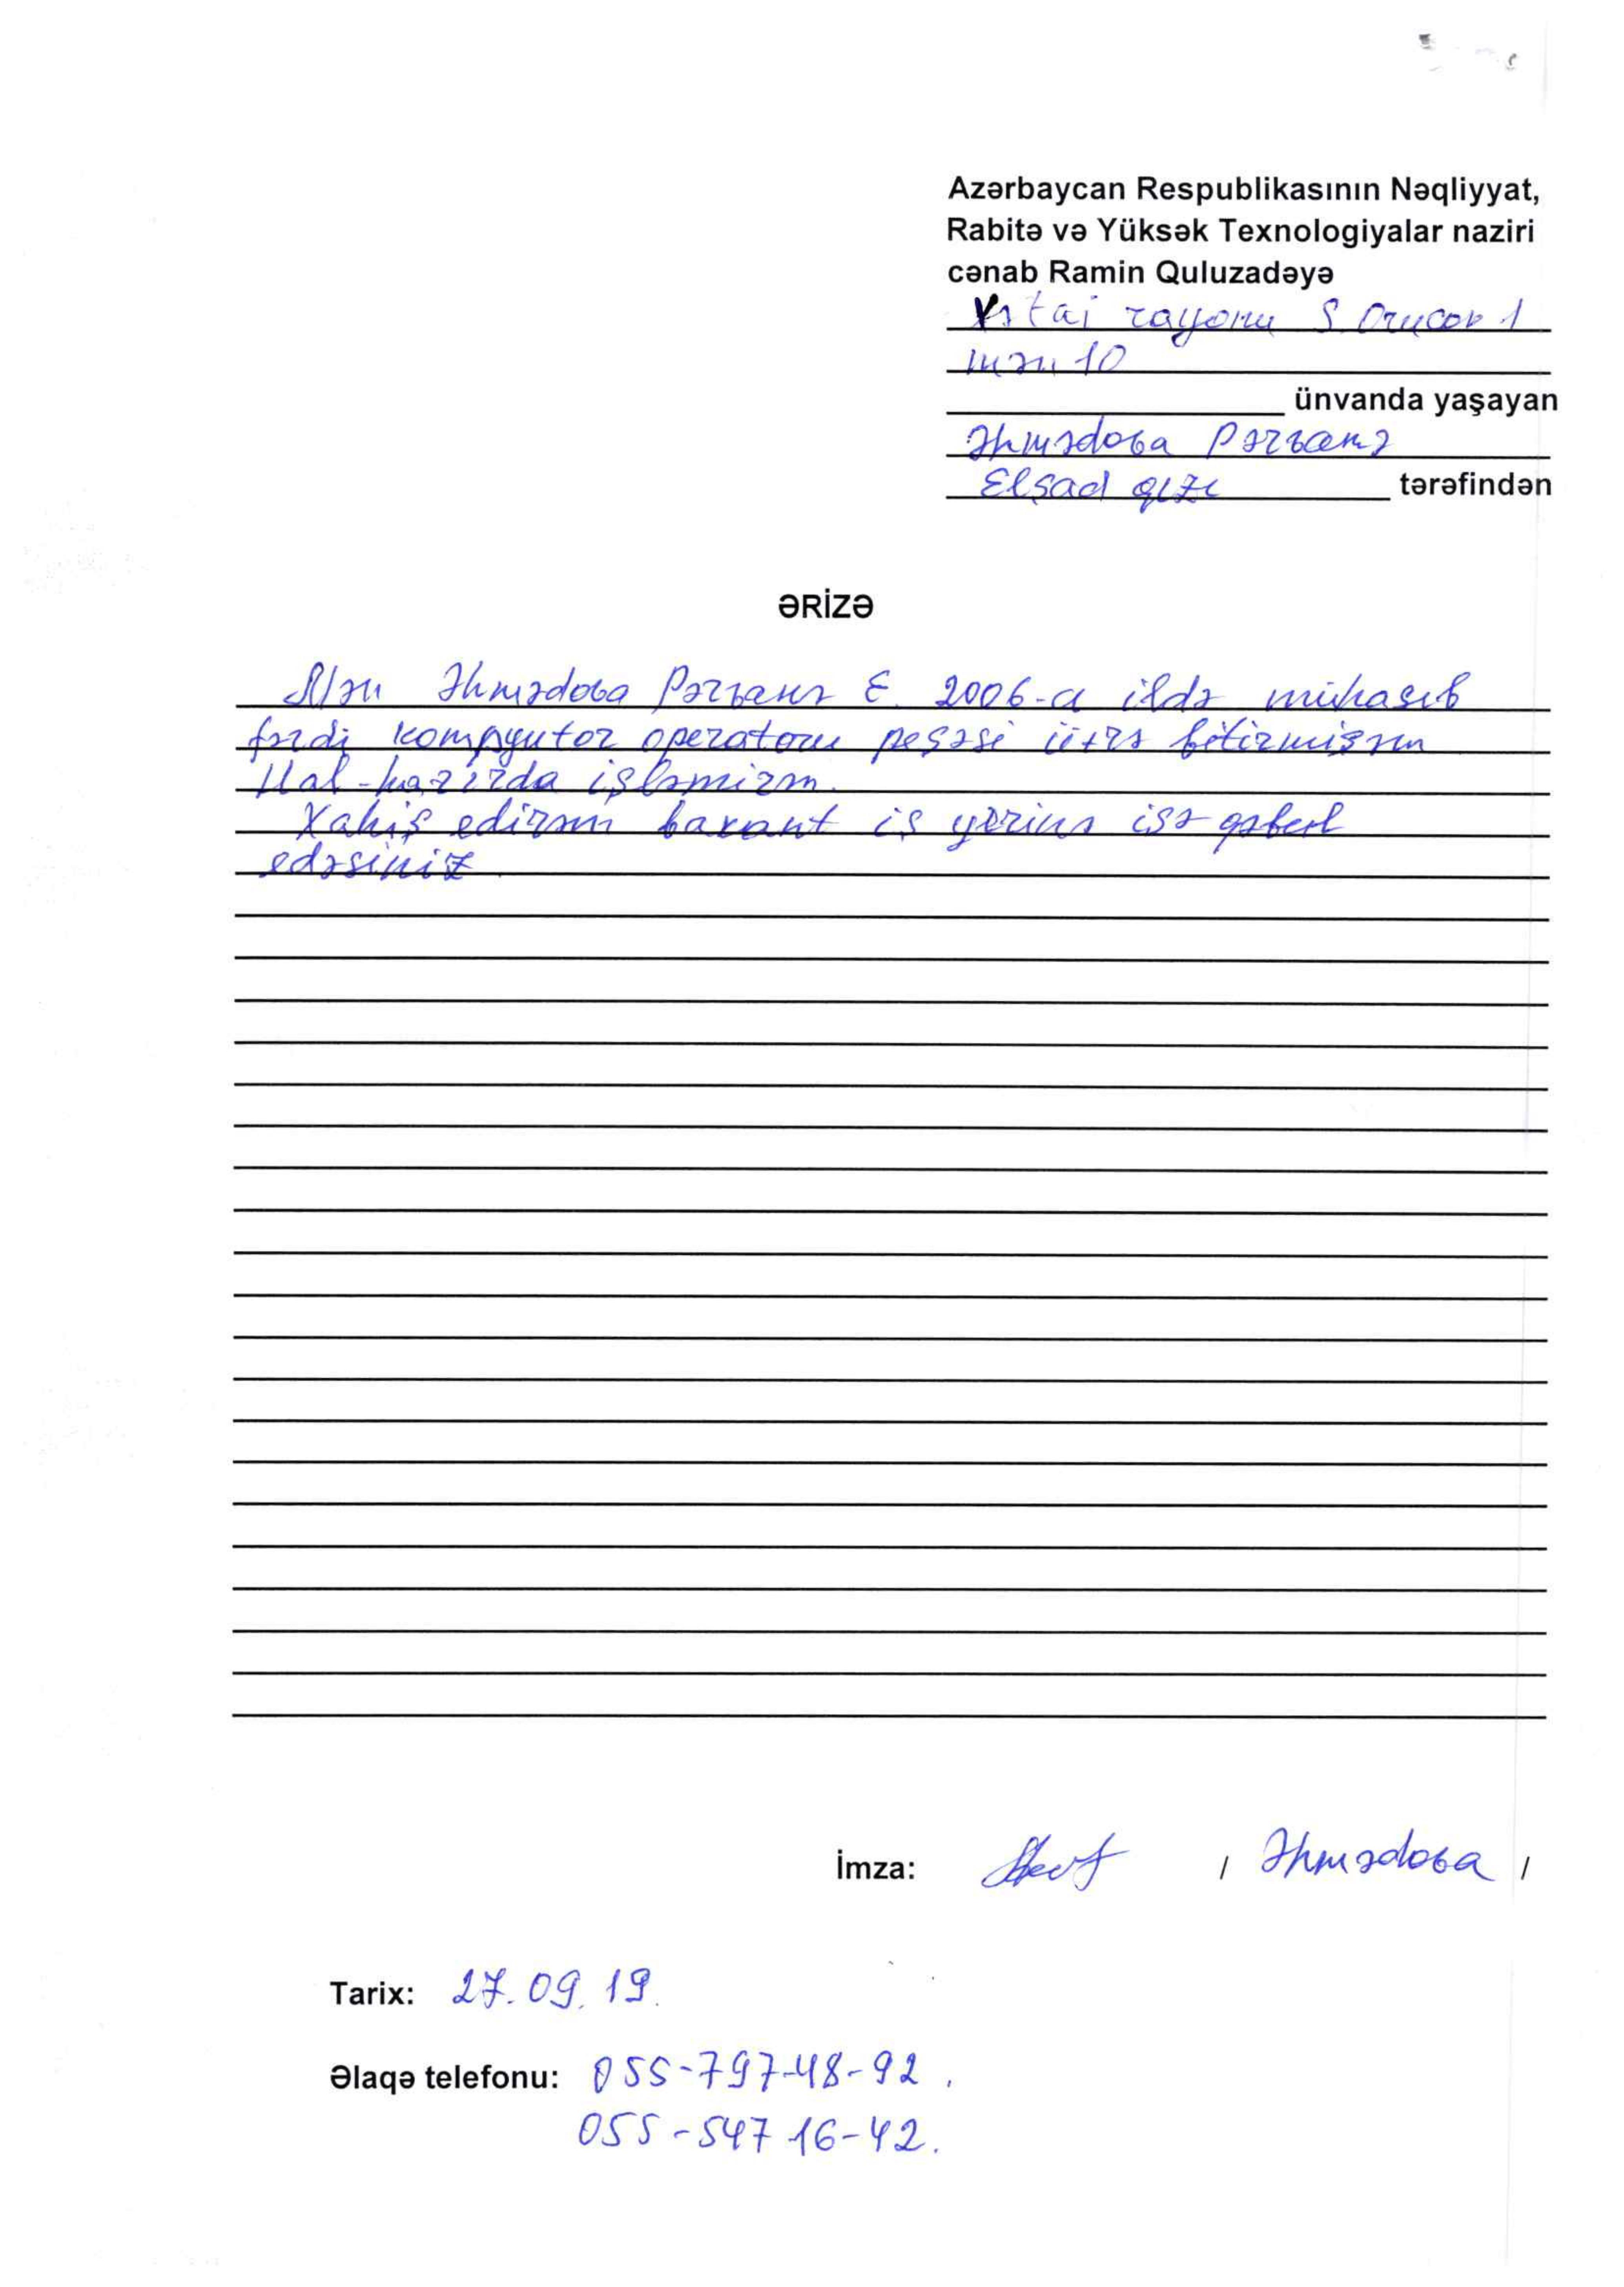 Azərbaycan Respublikasının Nəqliyyat,
Rabitə və Yüksək Texnologiyalar naziri
cənab Ramin Quluzadəyə
Xətai rayonu S. Orucov 1
mən. 10
ünvanda yaşayan
Əhmədova Pərvanə
Elşad qızı tərəfindən
ƏRİZƏ
Mən Əhmədova Pərvanə E. 2006-cı ildə mühasib
fərdi kompyutor operatoru peşəsi üzrə bitirmişəm
Hal-hazırda işləmirəm.
Xahiş edirəm vakant iş yerinə işə qəbul
edəsiniz
İmza: / Əhmədova /
Tarix: 27.09.19.
Əlaqə telefonu: 055-797-48-92.
055-547 16-42.